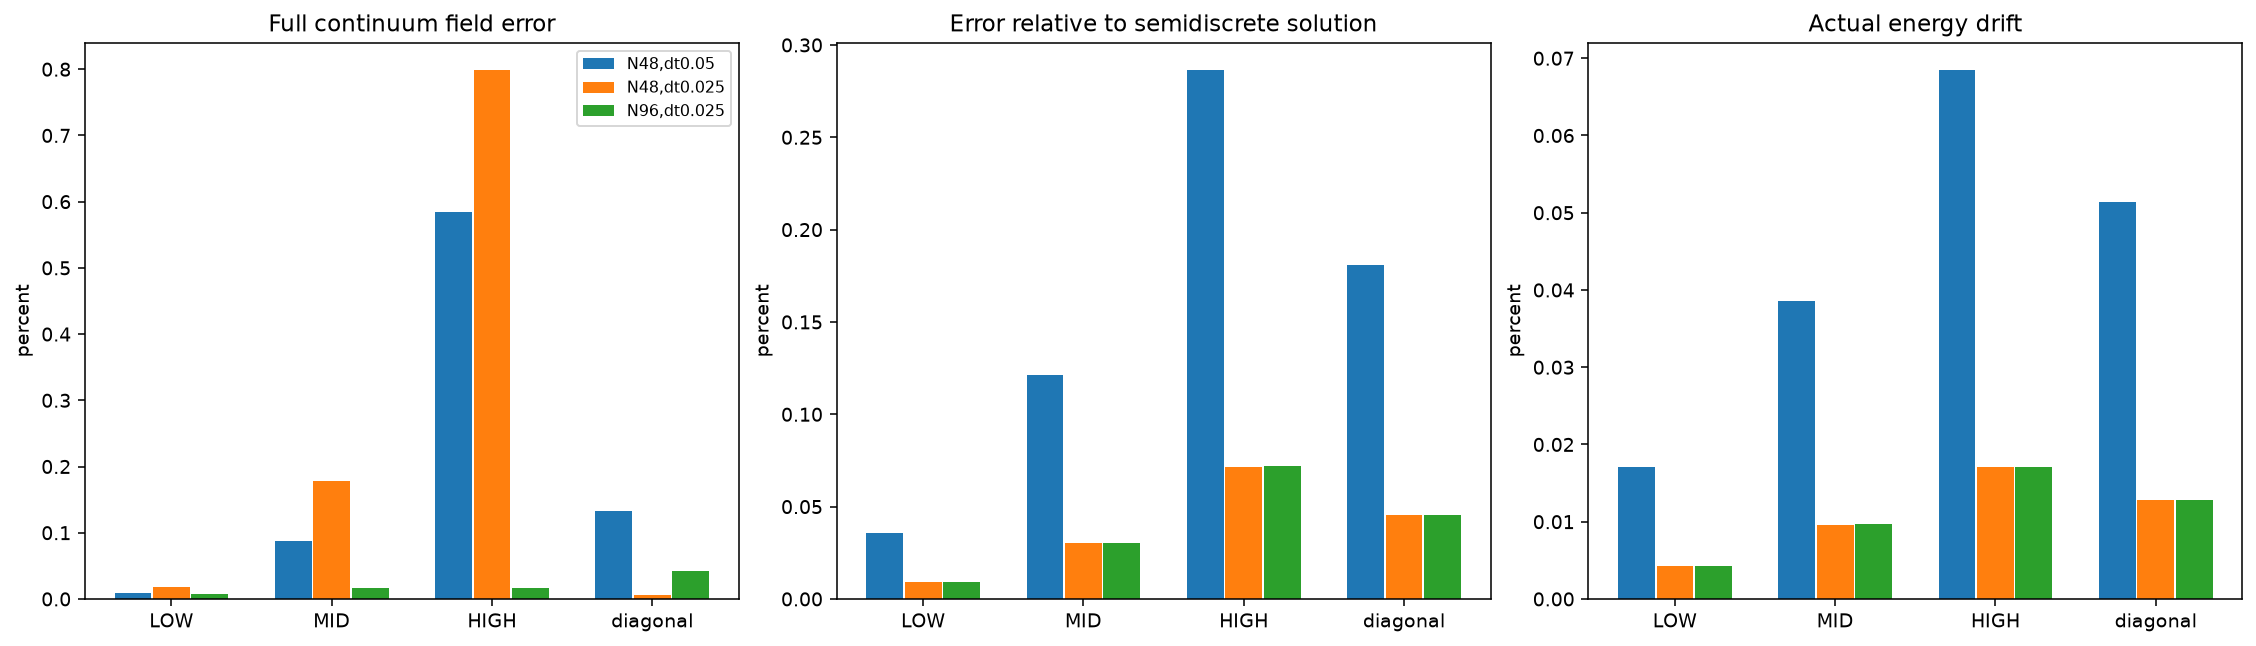 Full continuum field error
percent
0.8
0.7
0.6
0.5
0.4
0.3
0.2
0.1
0.0
N48,dt0.05
N48,dt0.025
N96,dt0.025
LOW MID HIGH diagonal
Error relative to semidiscrete solution
percent
0.30
0.25
0.20
0.15
0.10
0.05
0.00
LOW MID HIGH diagonal
Actual energy drift
percent
0.07
0.06
0.05
0.04
0.03
0.02
0.01
0.00
LOW MID HIGH diagonal